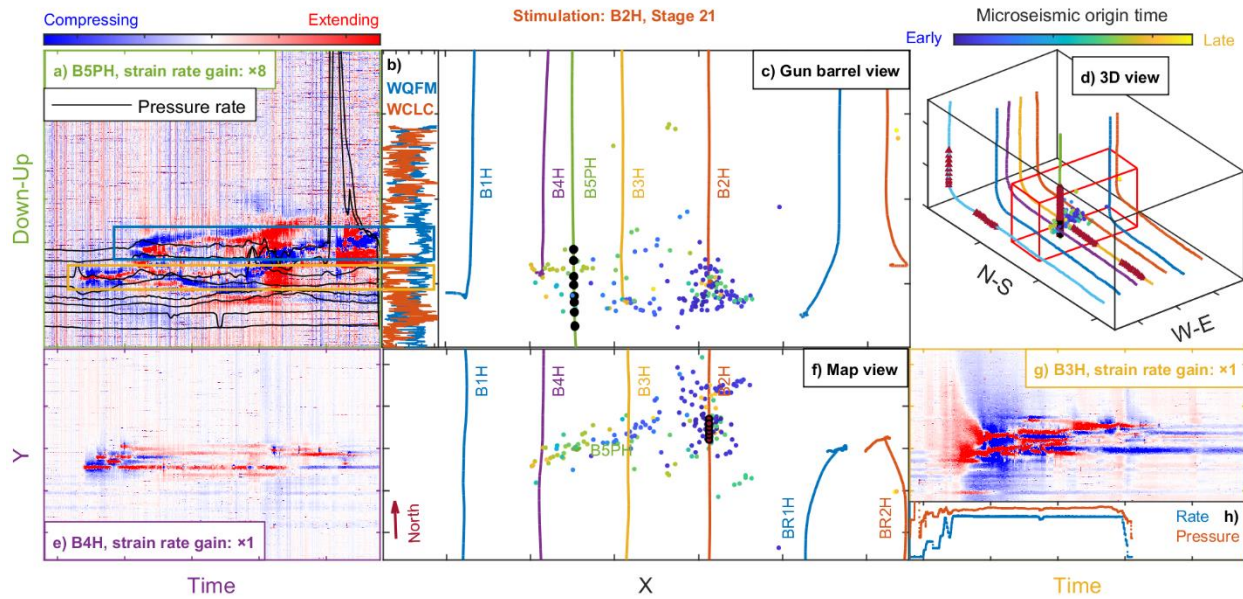 Stimulation: B2H, Stage 21
Compressing
Extending
Microseismic origin time
Early
Late
a) B5PH, strain rate gain: ×8
Pressure rate
b)
WQFM
WCLC
c) Gun barrel view
d) 3D view
B1H
B4H
B5PH
B3H
B2H
Down-Up
N-S
W-E
Y
e) B4H, strain rate gain: ×1
B1H
B4H
B3H
B2H
f) Map view
B5PH
North
BR1H
BR2H
g) B3H, strain rate gain: ×1
Rate
h)
Pressure
Time
X
Time